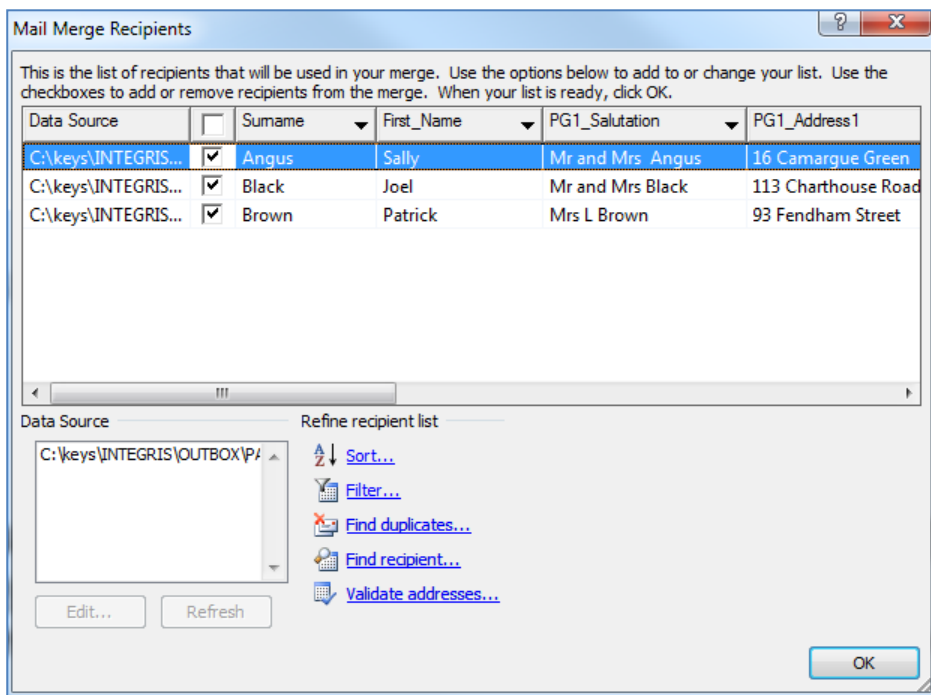 Mail Merge Recipients
This is the list of recipients that will be used in your merge. Use the options below to add to or change your list. Use the
checkboxes to add or remove recipients from the merge. When your list is ready, click OK.
Data Source Surname First_Name PG1_Salutation PG1_Address1
C:\keys\INTEGRIS... Angus Sally Mr and Mrs Angus 16 Camargue Green
C:\keys\INTEGRIS... Black Joel Mr and Mrs Black 113 Charthouse Road
C:\keys\INTEGRIS... Brown Patrick Mrs L Brown 93 Fendham Street
Data Source
C:\keys\INTEGRIS\OUTBOX\PA
Edit...
Refresh
Refine recipient list
Sort...
Filter...
Find duplicates...
Find recipient...
Validate addresses...
OK